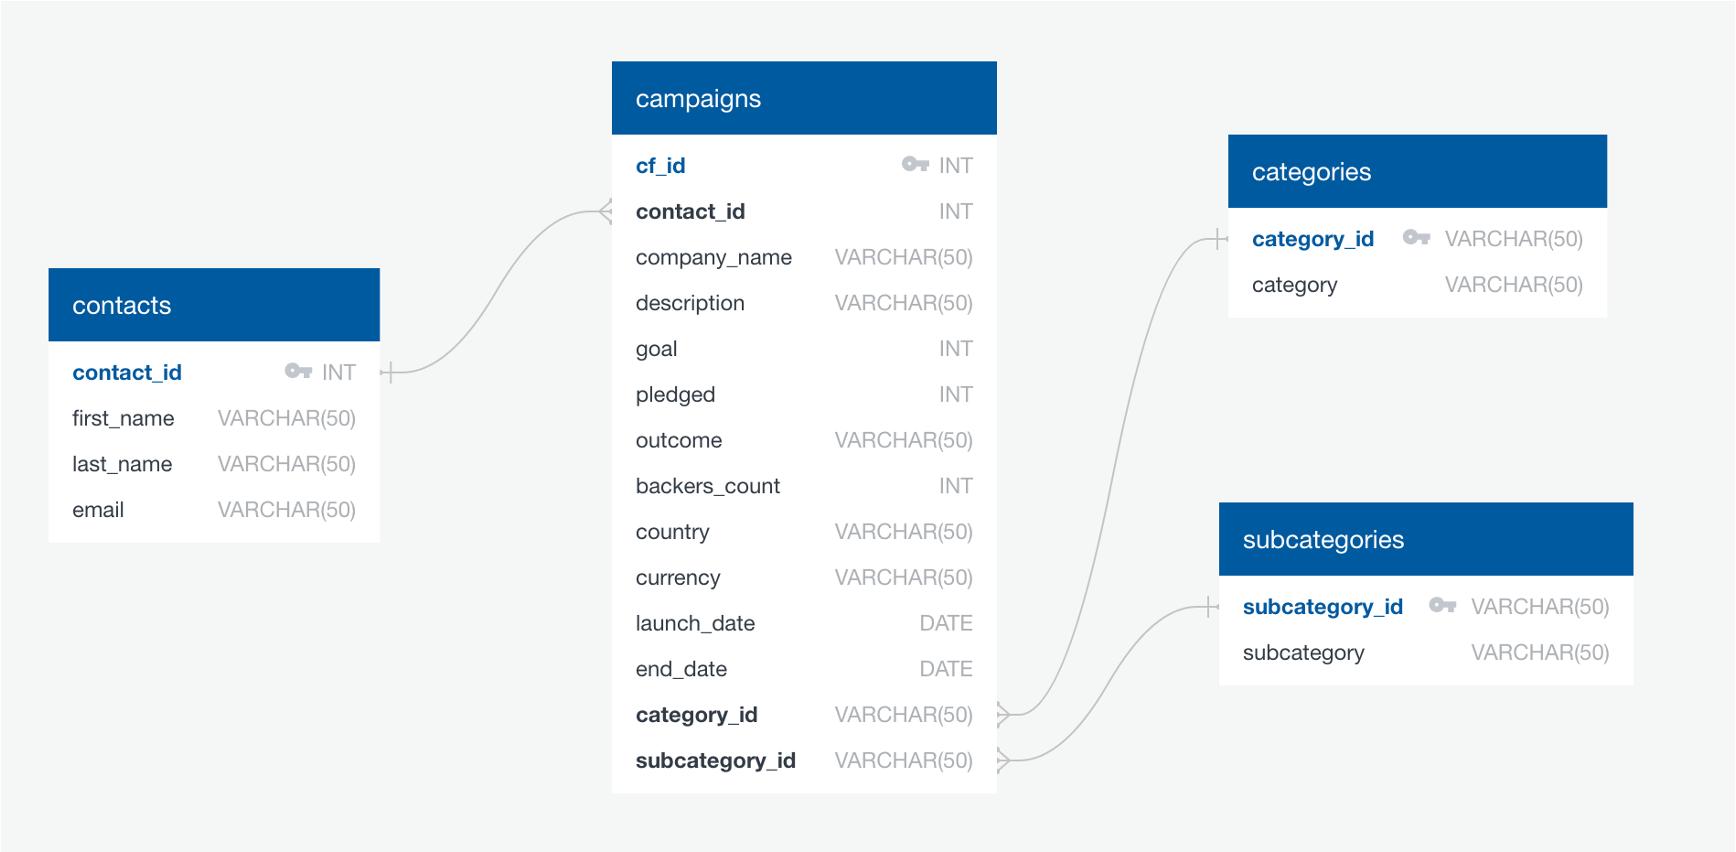 contacts
contact_id INT
first_name VARCHAR(50)
last_name VARCHAR(50)
email VARCHAR(50)
campaigns
cf_id INT
contact_id INT
company_name VARCHAR(50)
description VARCHAR(50)
goal INT
pledged INT
outcome VARCHAR(50)
backers_count INT
country VARCHAR(50)
currency VARCHAR(50)
launch_date DATE
end_date DATE
category_id VARCHAR(50)
subcategory_id VARCHAR(50)
categories
category_id VARCHAR(50)
category VARCHAR(50)
subcategories
subcategory_id VARCHAR(50)
subcategory VARCHAR(50)